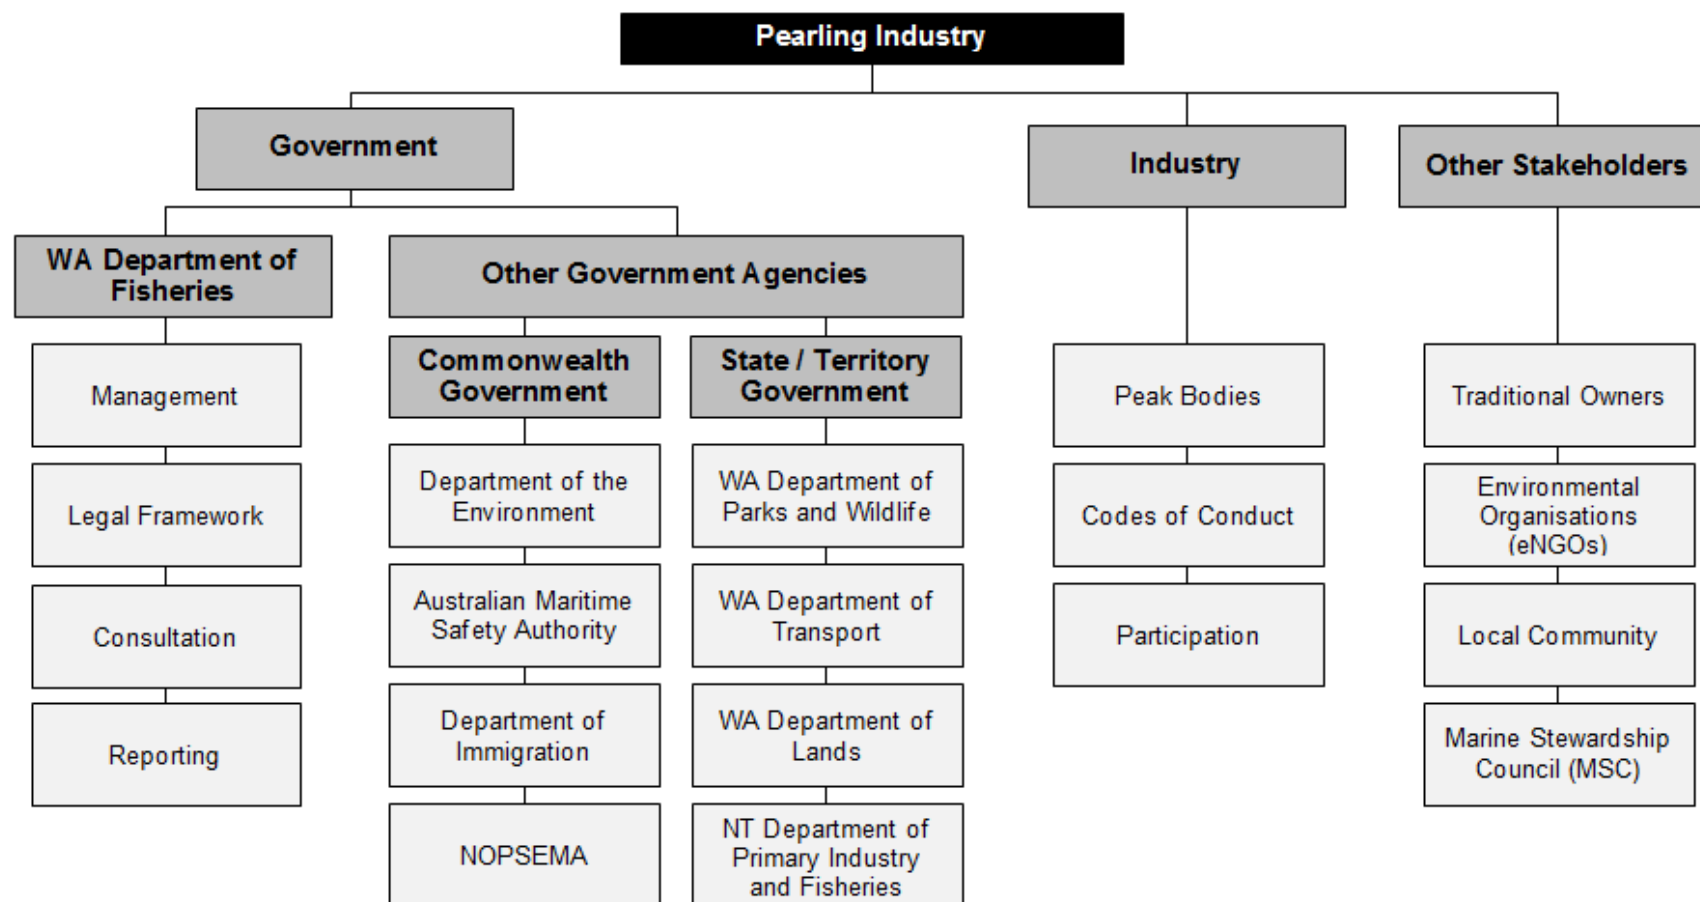 Pearling Industry
Government
Industry
Other Stakeholders
WA Department of
Fisheries
Other Government Agencies
Management
Legal Framework
Consultation
Reporting
Commonwealth
Government
Department of the
Environment
Australian Maritime
Safety Authority
Department of
Immigration
NOPSEMA
State / Territory
Government
WA Department of
Parks and Wildlife
WA Department of
Transport
WA Department of
Lands
NT Department of
Primary Industry
and Fisheries
Peak Bodies
Codes of Conduct
Participation
Traditional Owners
Environmental
Organisations
(eNGOs)
Local Community
Marine Stewardship
Council (MSC)